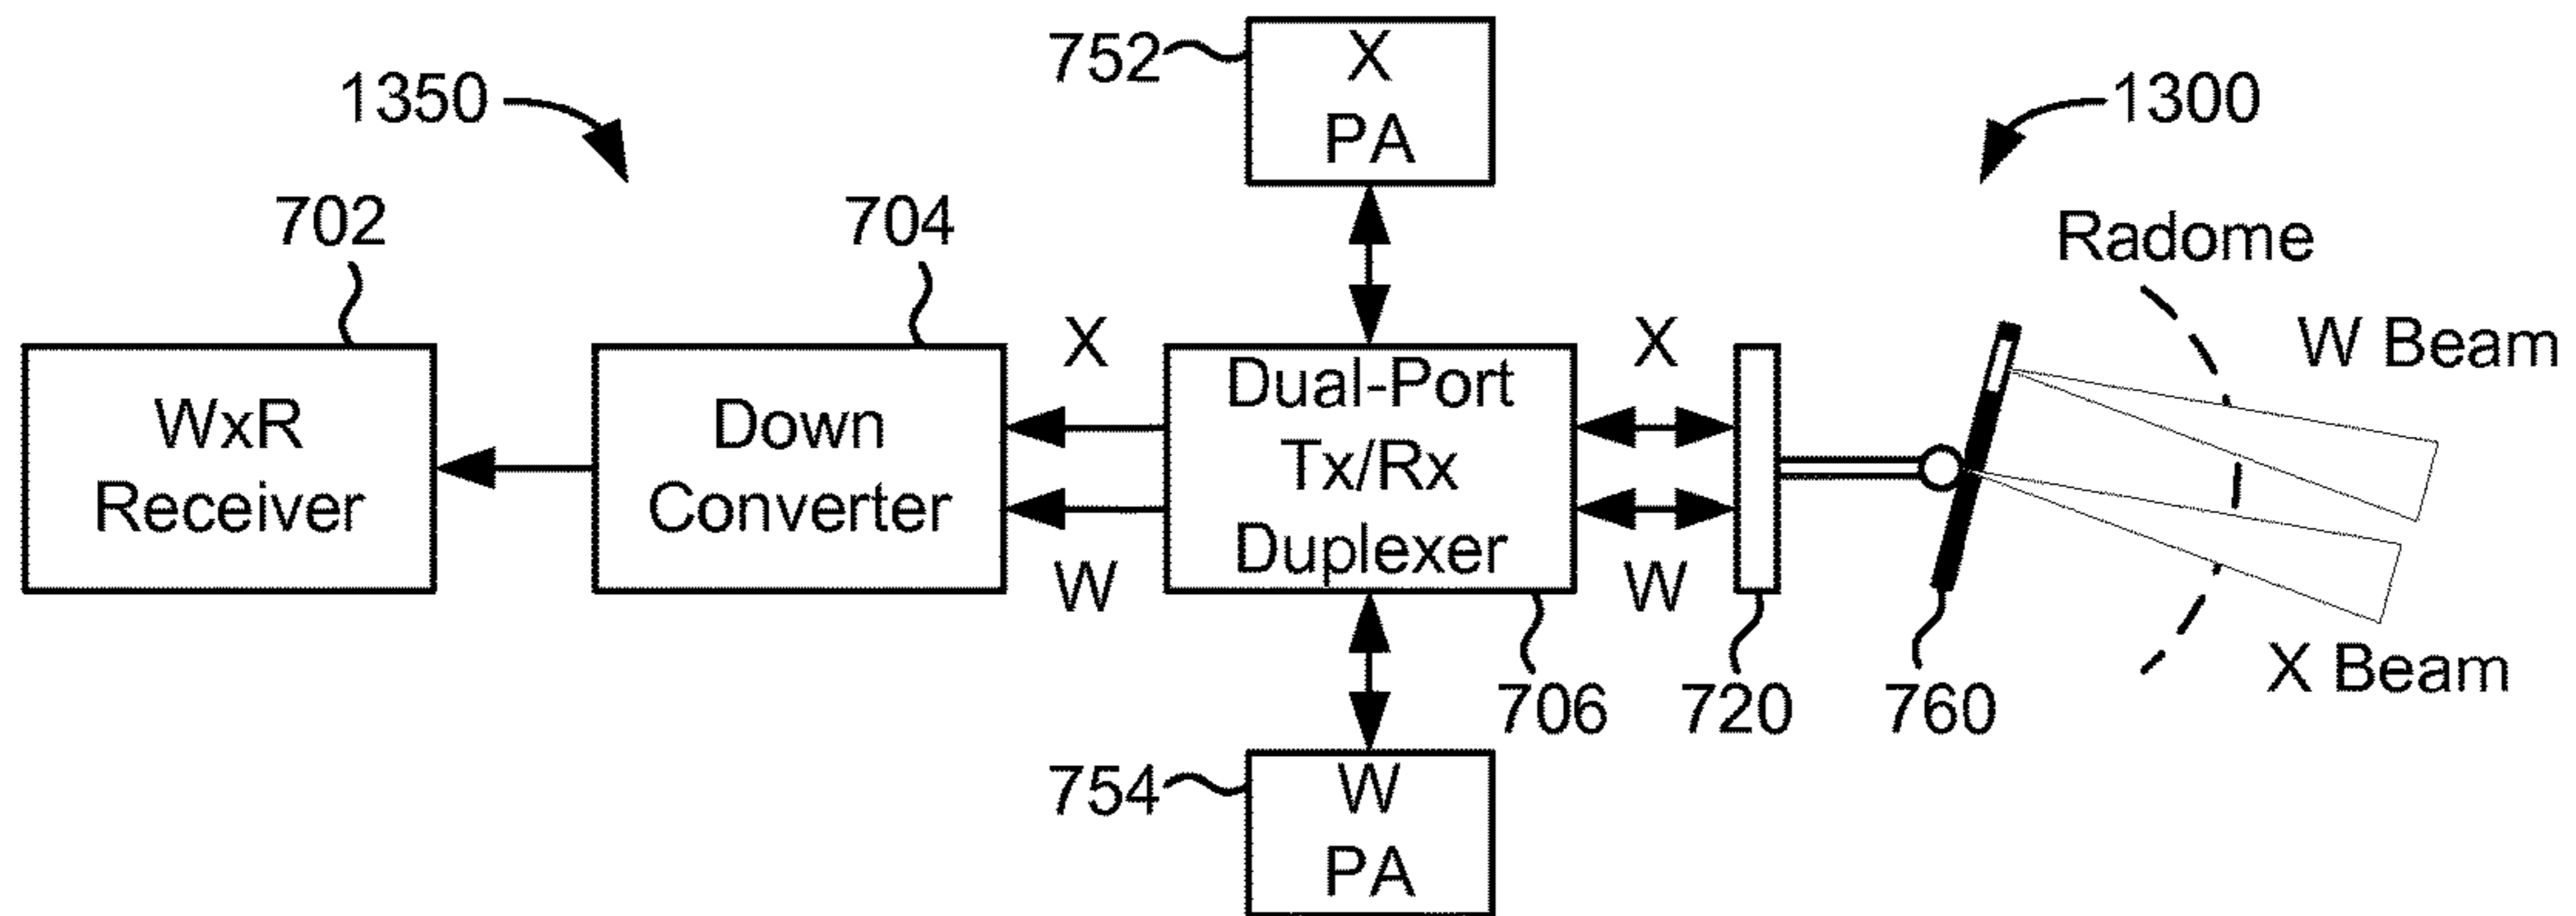 752
X
PA
1350
1300
702
704
Radome
WxR
Receiver
Down
Converter
X
W
Dual-Port
Tx/Rx
Duplexer
X
W
W Beam
X Beam
706
720
760
754
W
PA